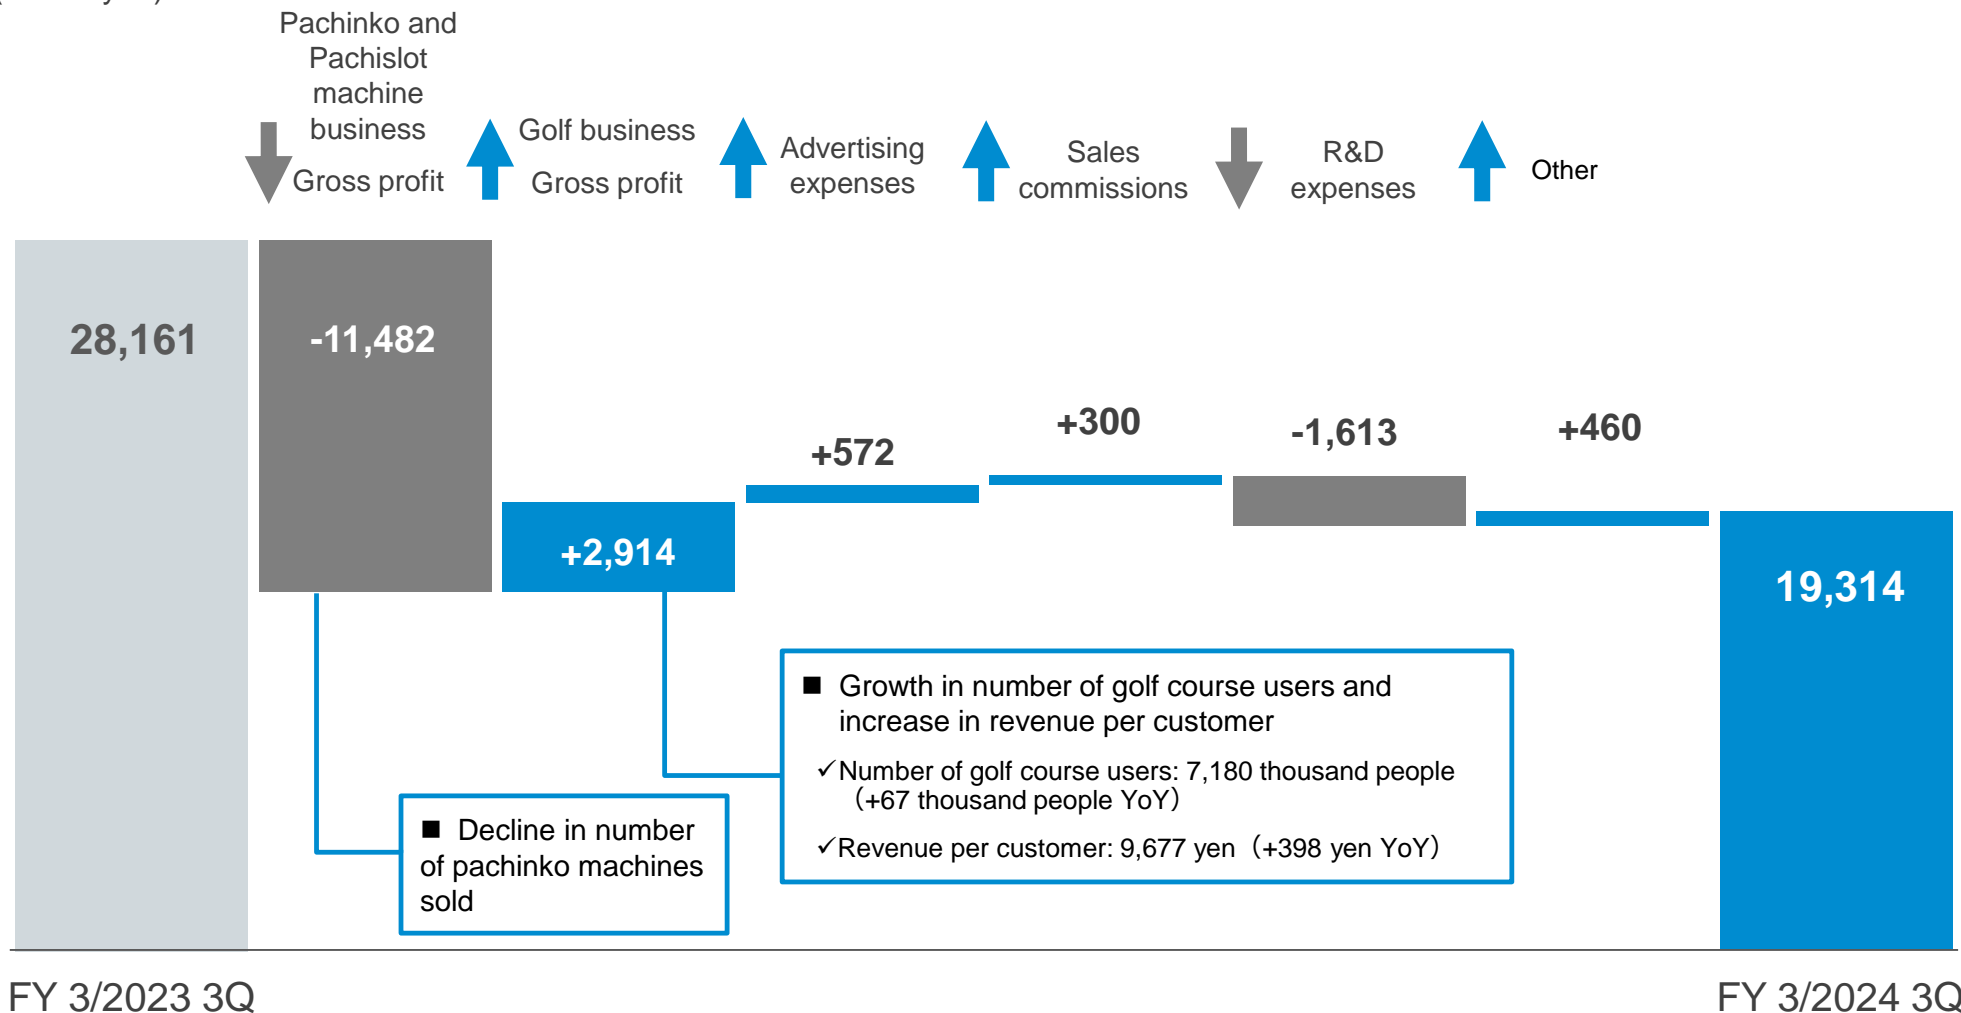 Pachinko and
Pachislot
machine
business
Gross profit
Golf business
Gross profit
Advertising
expenses
Sales
commissions
R&D
expenses
Other
28,161
-11,482
+2,914
+572
+300
-1,613
+460
19,314
■ Growth in number of golf course users and
increase in revenue per customer
✓Number of golf course users: 7,180 thousand people
（+67 thousand people YoY）
✓Revenue per customer: 9,677 yen（+398 yen YoY）
■ Decline in number
of pachinko machines
sold
FY 3/2023 3Q
FY 3/2024 3Q